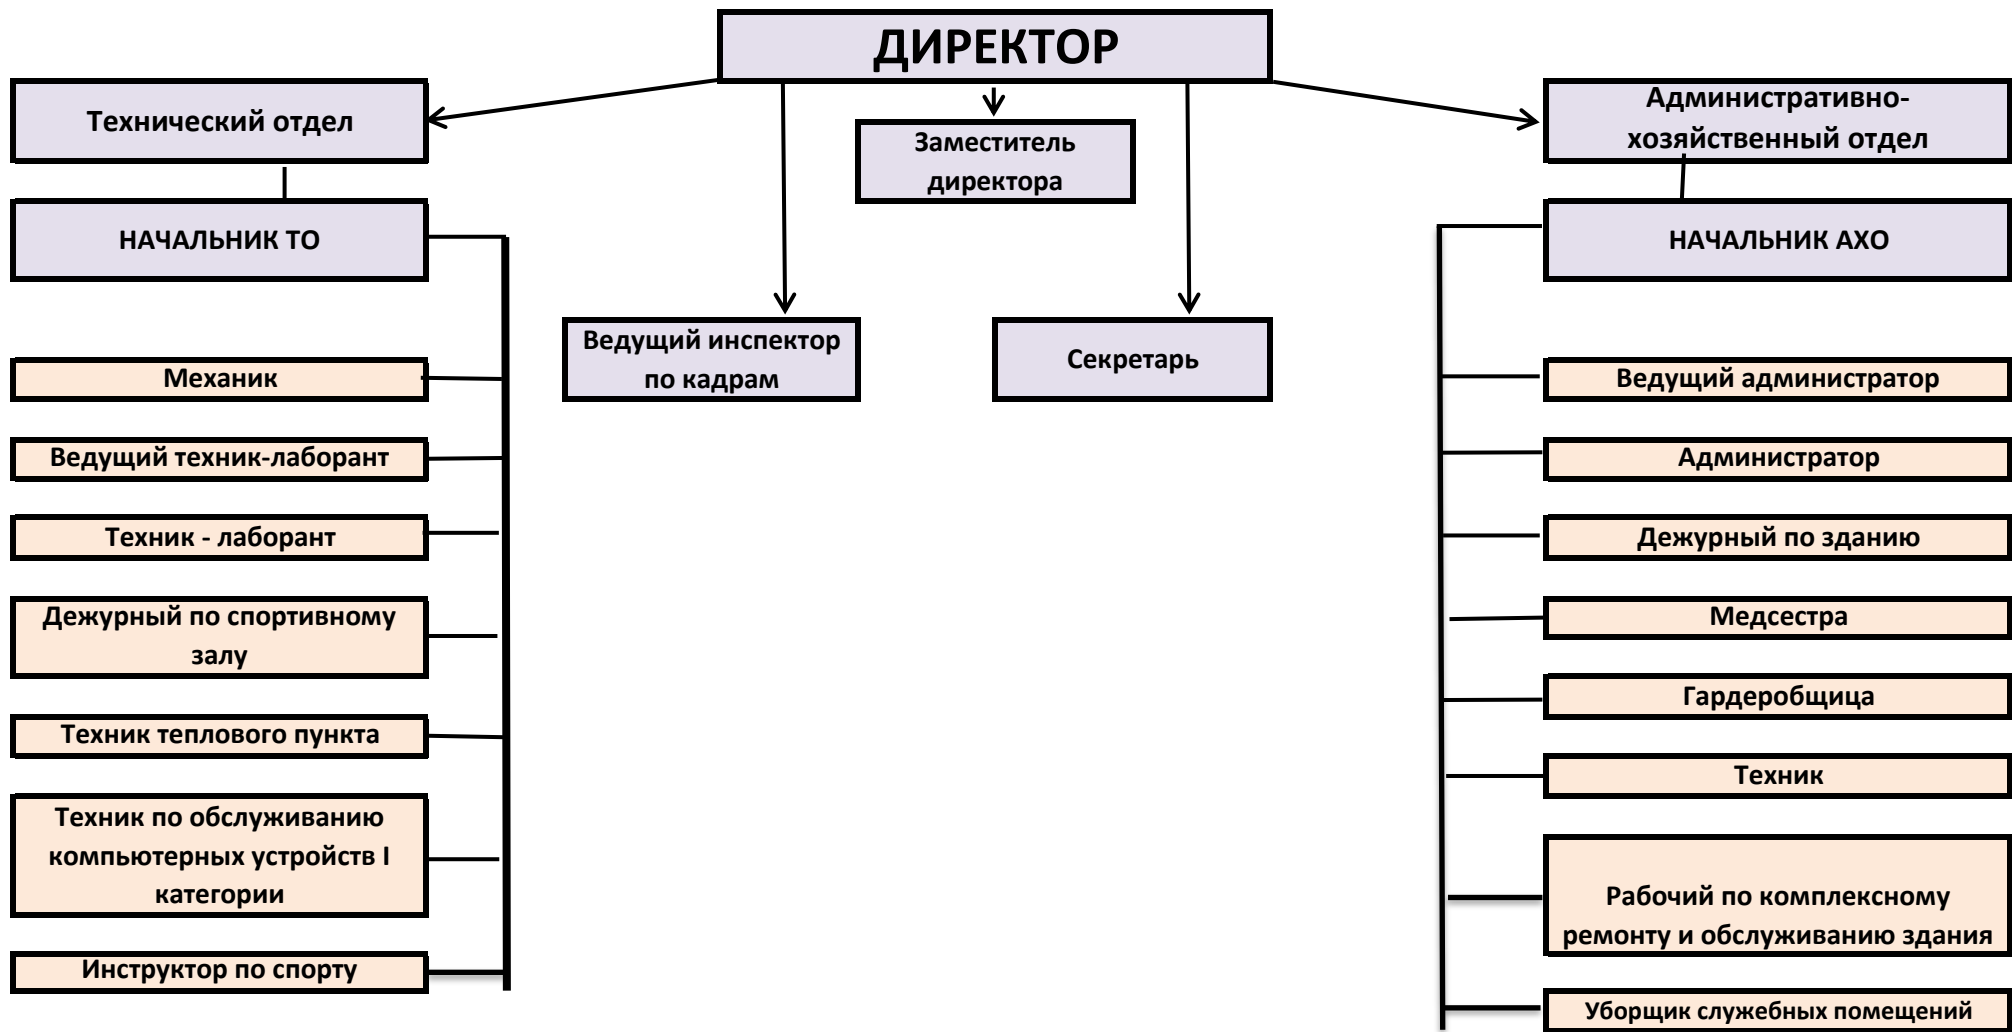 ДИРЕКТОР
Технический отдел
Заместитель
директора
Административно-
хозяйственный отдел
НАЧАЛЬНИК ТО
НАЧАЛЬНИК АХО
Ведущий инспектор
по кадрам
Секретарь
Механик
Ведущий техник-лаборант
Техник - лаборант
Дежурный по спортивному
залу
Техник теплового пункта
Техник по обслуживанию
компьютерных устройств I
категории
Инструктор по спорту
Ведущий администратор
Администратор
Дежурный по зданию
Медсестра
Гардеробщица
Техник
Рабочий по комплексному
ремонту и обслуживанию здания
Уборщик служебных помещений